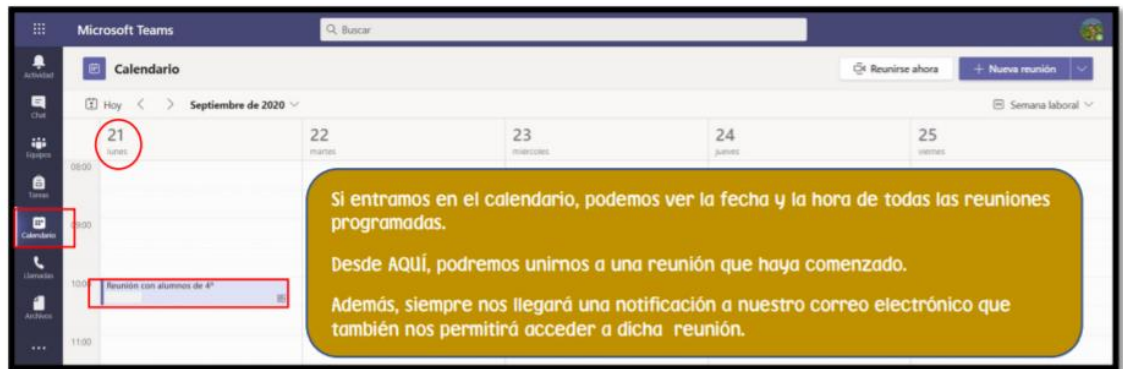 Microsoft Teams
Buscar
Actividad
Calendario
Reunirse ahora
+ Nueva reunión
Chat
Hoy < > Septiembre de 2020
Semana laboral
Equipos
21
22
23
24
25
lunes
martes
miércoles
jueves
viernes
08:00
Tareas
Si entramos en el calendario, podemos ver la fecha y la hora de todas las reuniones
programadas.
Calendario
09:00
Desde AQUÍ, podremos unirnos a una reunión que haya comenzado.
Llamadas
10:00
Reunión con alumnos de 4º
Además, siempre nos llegará una notificación a nuestro correo electrónico que
también nos permitirá acceder a dicha reunión.
Archivos
11:00